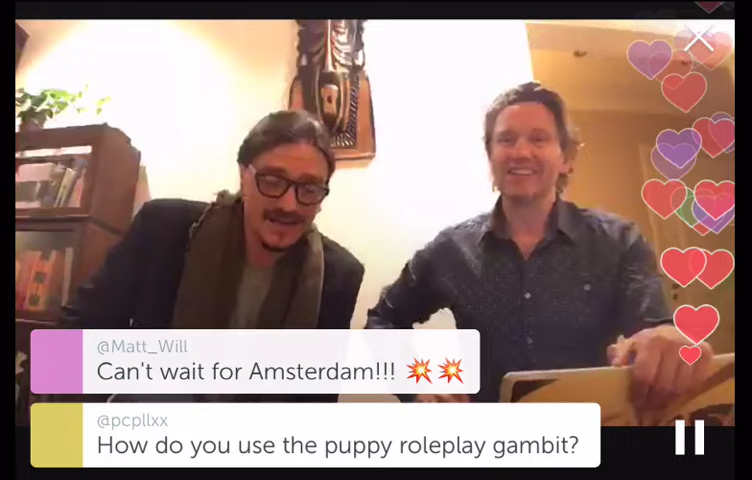 @Matt_Will
Can't wait for Amsterdam!!! 💥 💥
@pcpllxx
How do you use the puppy roleplay gambit?